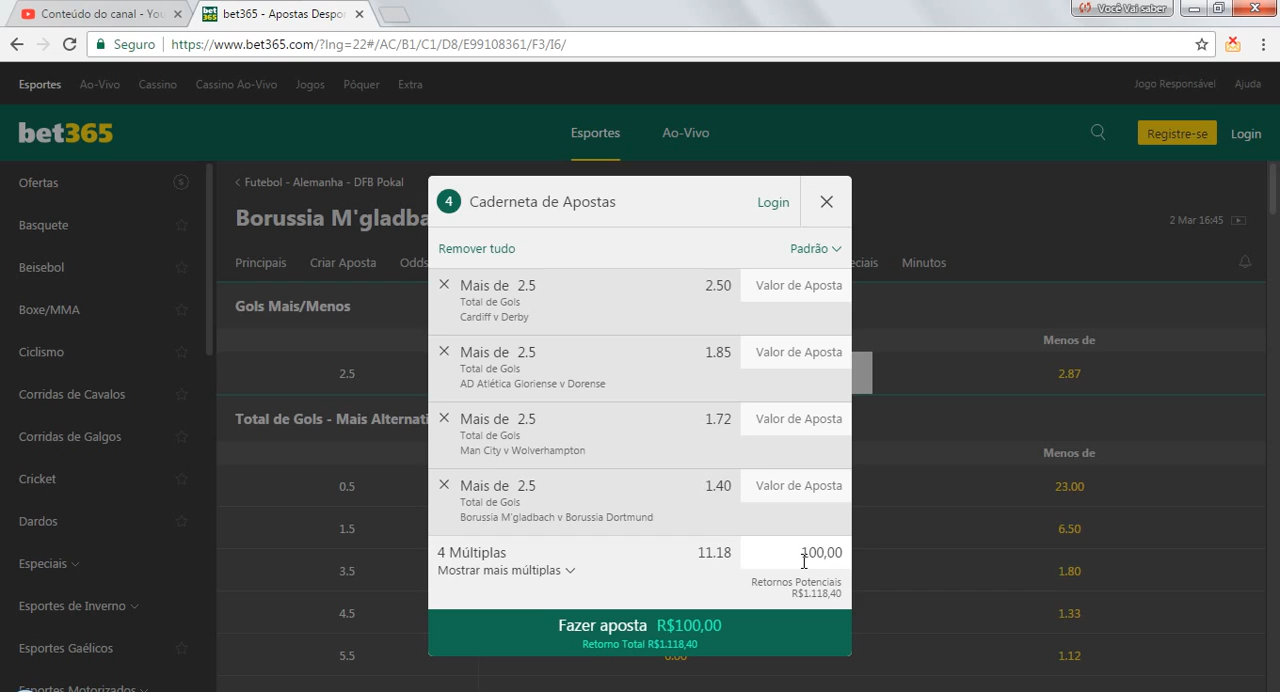 Conteúdo do canal - You
bet365 - Apostas Despor
Você Vai saber
Seguro
https://www.bet365.com/?lng=22#/AC/B1/C1/D8/E99108361/F3/I6/
Esportes Ao-Vivo Cassino Cassino Ao-Vivo Jogos Póquer Extra
Jogo Responsável Ajuda
bet365
Esportes Ao-Vivo
Registre-se Login
Ofertas
Basquete
Beisebol
Boxe/MMA
Ciclismo
Corridas de Cavalos
Corridas de Galgos
Cricket
Dardos
Especiais
Esportes de Inverno
Esportes Gaélicos
Esportes Motorizados
Futebol - Alemanha - DFB Pokal
Borussia M'gladba
2 Mar 16:45
Principais Criar Aposta Odds
eciais Minutos
Gols Mais/Menos
Menos de
2.5 2.87
Total de Gols - Mais Alternati
Menos de
0.5 23.00
1.5 6.50
3.5 1.80
4.5 1.33
5.5 1.12
4 Caderneta de Apostas Login
Remover tudo Padrão
Mais de 2.5 2.50 Valor de Aposta
Total de Gols
Cardiff v Derby
Mais de 2.5 1.85 Valor de Aposta
Total de Gols
AD Atlética Gloriense v Dorense
Mais de 2.5 1.72 Valor de Aposta
Total de Gols
Man City v Wolverhampton
Mais de 2.5 1.40 Valor de Aposta
Total de Gols
Borussia M'gladbach v Borussia Dortmund
4 Múltiplas 11.18 100,00
Mostrar mais múltiplas
Retornos Potenciais
R$1.118,40
Fazer aposta R$100,00
Retorno Total R$1.118,40